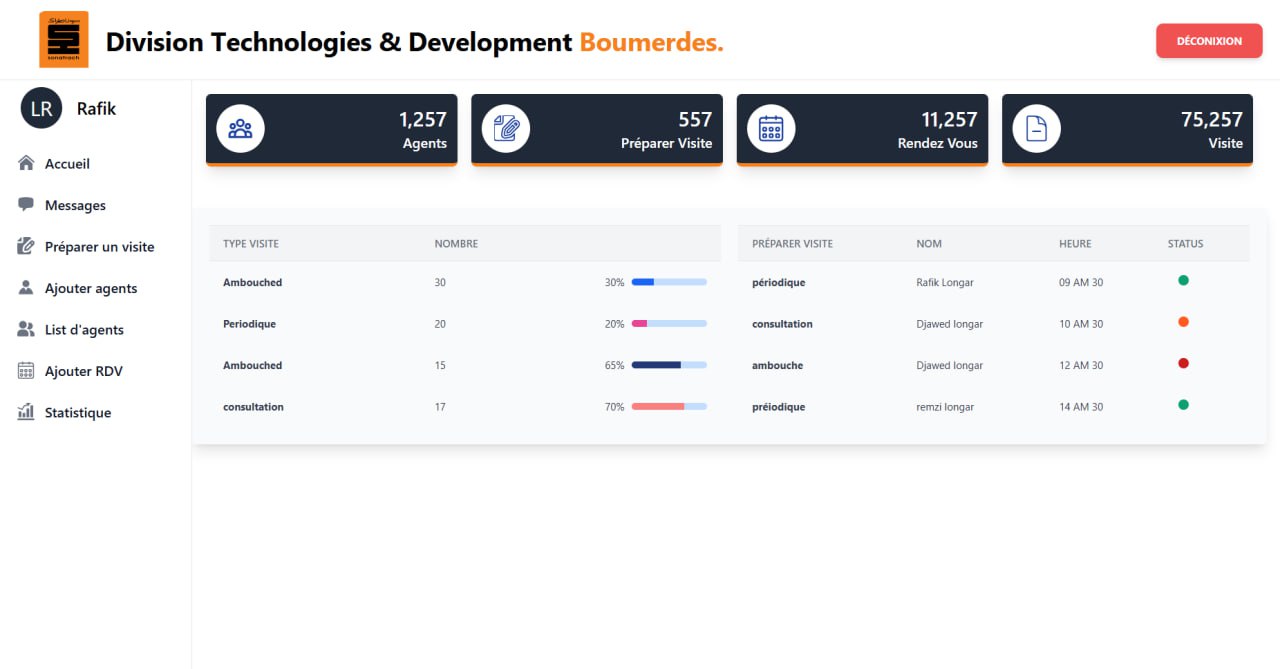 سوناطراك
sonatrach
Division Technologies & Development Boumerdes.
DÉCONIXION
LR Rafik
Accueil
Messages
Préparer un visite
Ajouter agents
List d'agents
Ajouter RDV
Statistique
1,257
Agents
557
Préparer Visite
11,257
Rendez Vous
75,257
Visite
TYPE VISITE NOMBRE
Ambouched 30 30%
Periodique 20 20%
Ambouched 15 65%
consultation 17 70%
PRÉPARER VISITE NOM HEURE STATUS
périodique Rafik Longar 09 AM 30
consultation Djawed longar 10 AM 30
ambouche Djawed longar 12 AM 30
préiodique remzi longar 14 AM 30